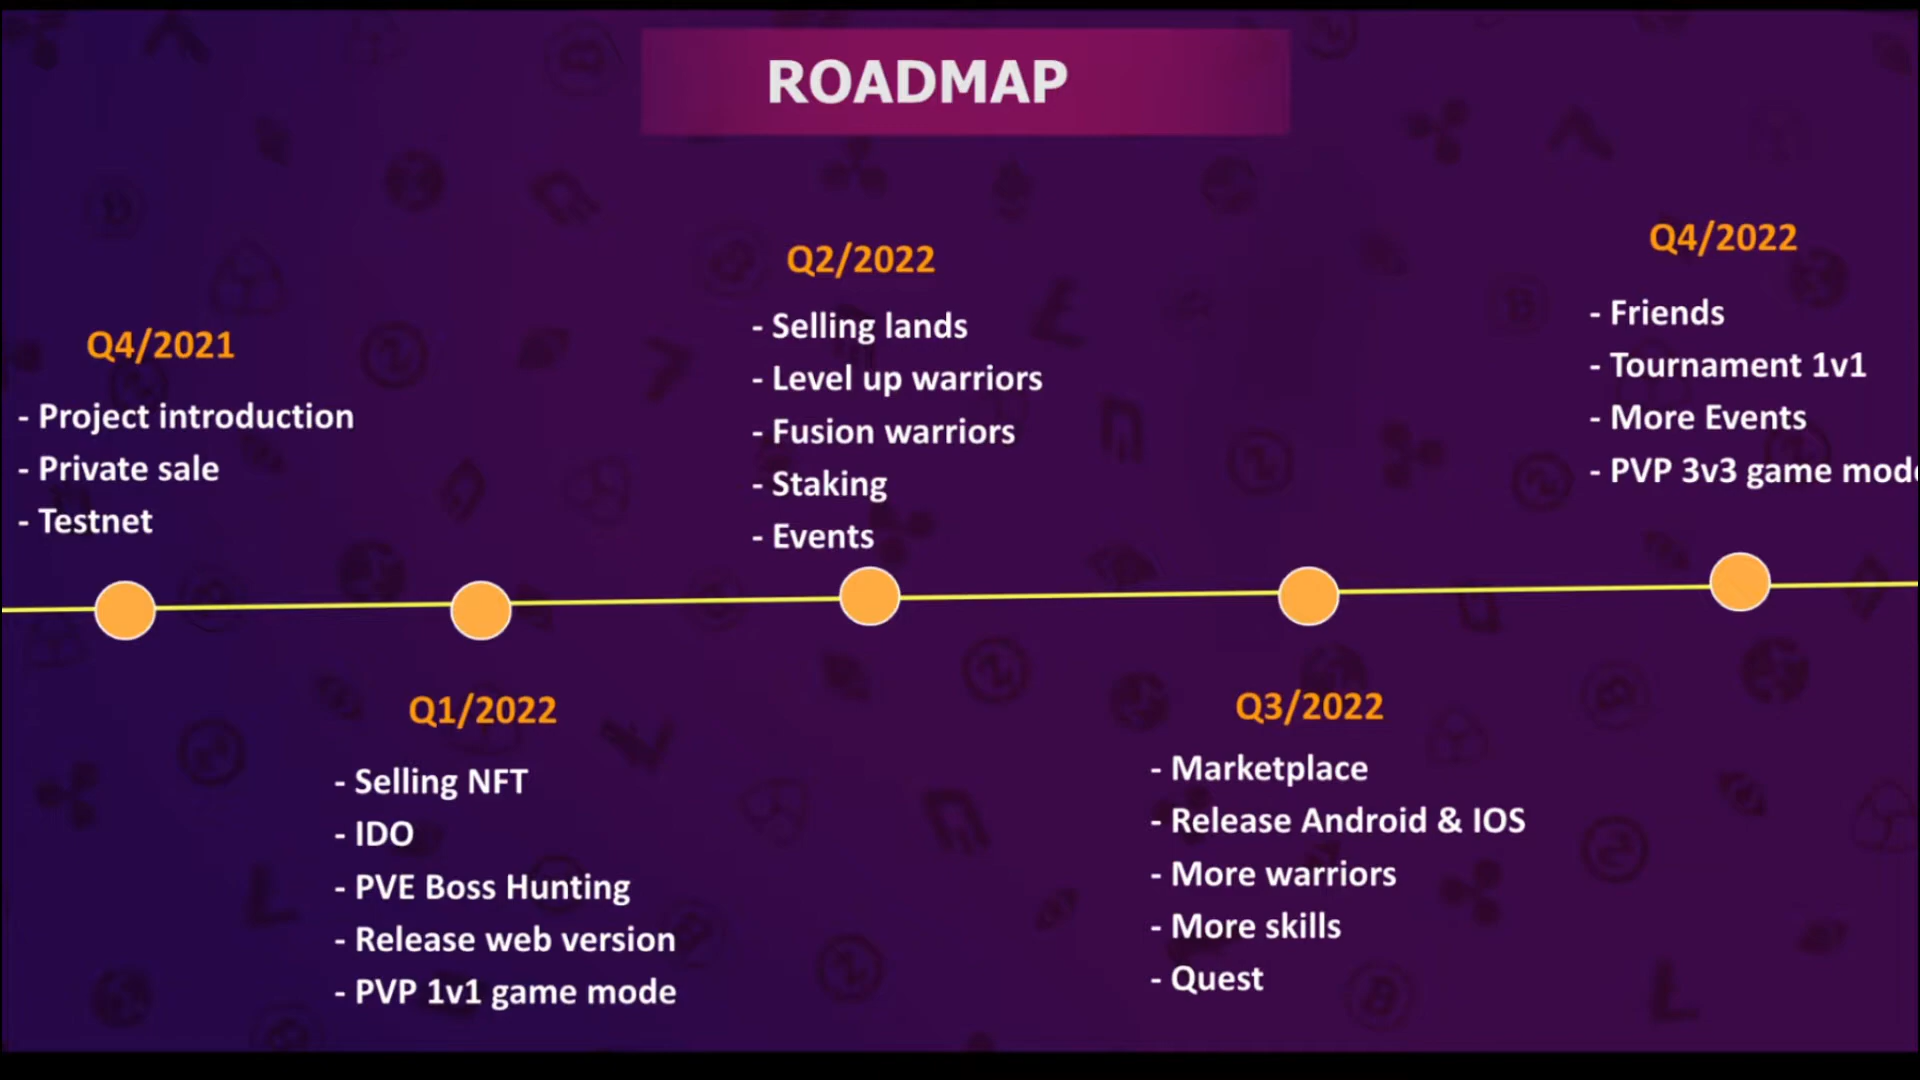 ROADMAP
Q4/2021
- Project introduction
- Private sale
- Testnet
Q1/2022
- Selling NFT
- IDO
- PVE Boss Hunting
- Release web version
- PVP 1v1 game mode
Q2/2022
- Selling lands
- Level up warriors
- Fusion warriors
- Staking
- Events
Q3/2022
- Marketplace
- Release Android & IOS
- More warriors
- More skills
- Quest
Q4/2022
- Friends
- Tournament 1v1
- More Events
- PVP 3v3 game mode